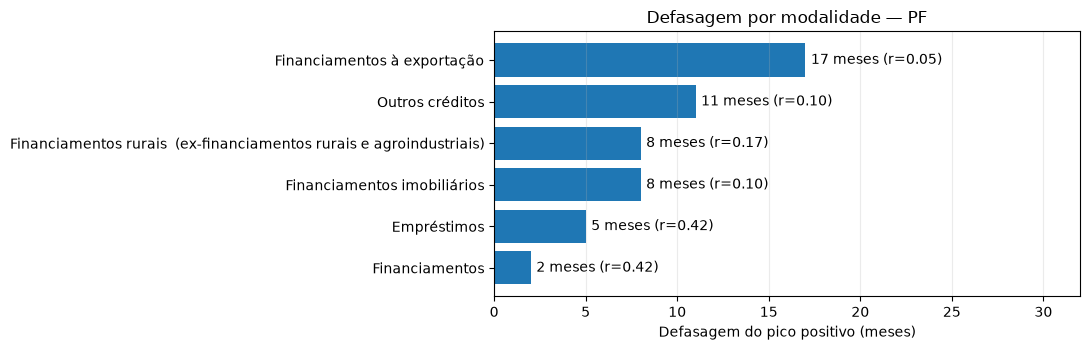 Defasagem por modalidade — PF
Financiamentos à exportação
17 meses (r=0.05)
Outros créditos
11 meses (r=0.10)
Financiamentos rurais  (ex-financiamentos rurais e agroindustriais)
8 meses (r=0.17)
Financiamentos imobiliários
8 meses (r=0.10)
Empréstimos
5 meses (r=0.42)
Financiamentos
2 meses (r=0.42)
0 5 10 15 20 25 30
Defasagem do pico positivo (meses)